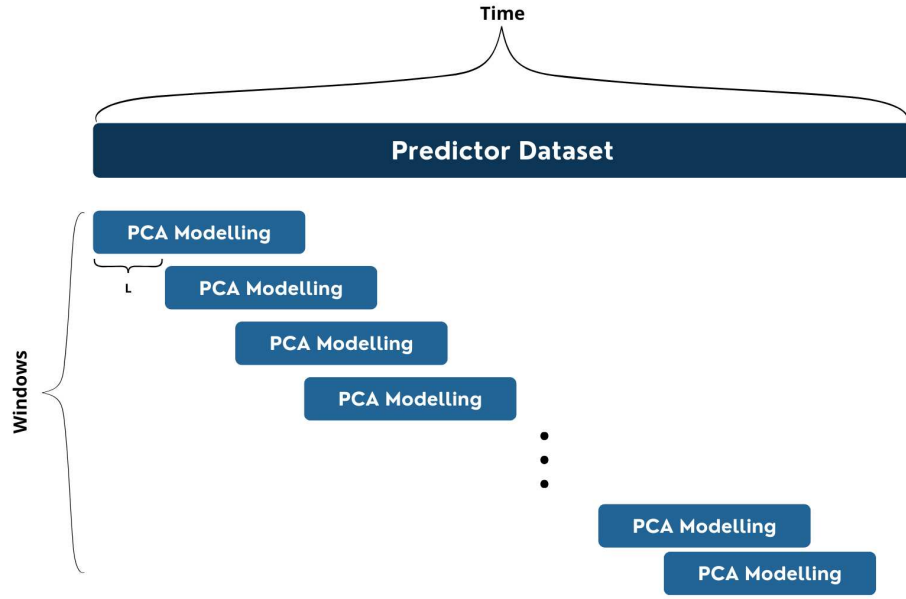 Time
Predictor Dataset
PCA Modelling
L
PCA Modelling
PCA Modelling
Windows
PCA Modelling
PCA Modelling
PCA Modelling